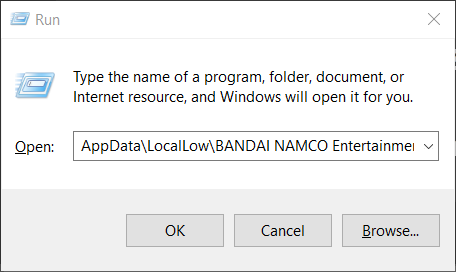 Run
Type the name of a program, folder, document, or
Internet resource, and Windows will open it for you.
Open:
AppData\LocalLow\BANDAI NAMCO Entertainmer
OK
Cancel
Browse...